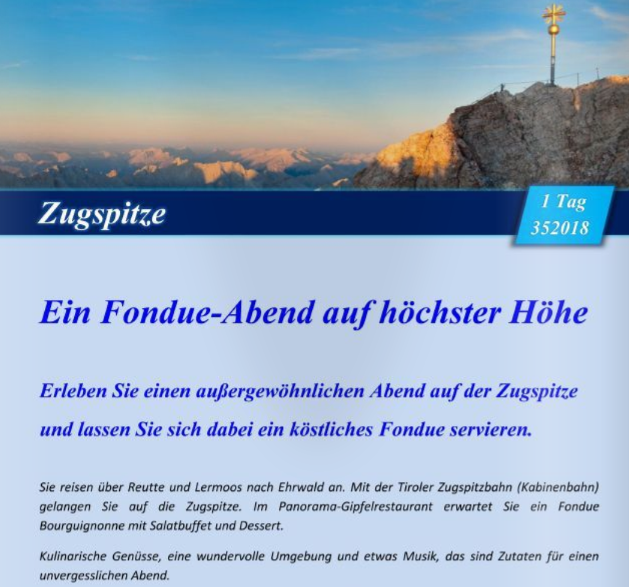 Zugspitze
1 Tag
352018
Ein Fondue-Abend auf höchster Höhe
Erleben Sie einen außergewöhnlichen Abend auf der Zugspitze
und lassen Sie sich dabei ein köstliches Fondue servieren.
Sie reisen über Reutte und Lermoos nach Ehrwald an. Mit der Tiroler Zugspitzbahn (Kabinenbahn)
gelangen Sie auf die Zugspitze. Im Panorama-Gipfelrestaurant erwartet Sie ein Fondue
Bourguignonne mit Salatbuffet und Dessert.
Kulinarische Genüsse, eine wundervolle Umgebung und etwas Musik, das sind Zutaten für einen
unvergesslichen Abend.